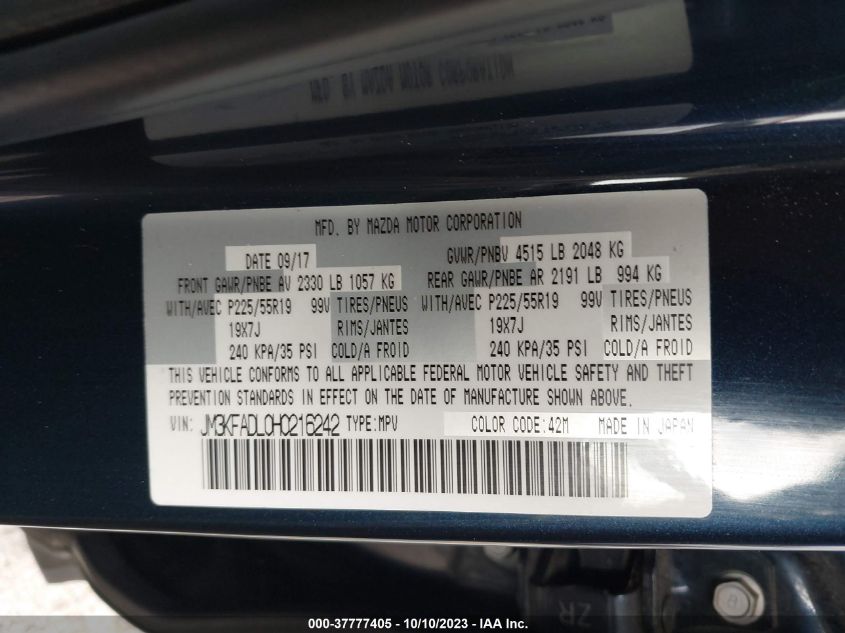 MFD. BY MAZDA MOTOR CORPORATION
DATE 09/17 GVWR/PNBV 4515 LB 2048 KG
FRONT GAWR/PNBE AV 2330 LB 1057 KG REAR GAWR/PNBE AR 2191 LB 994 KG
WITH/AVEC P225/55R19 99V TIRES/PNEUS WITH/AVEC P225/55R19 99V TIRES/PNEUS
19X7J RIMS/JANTES 19X7J RIMS/JANTES
240 KPA/35 PSI COLD/A FROID 240 KPA/35 PSI COLD/A FROID
THIS VEHICLE CONFORMS TO ALL APPLICABLE FEDERAL MOTOR VEHICLE SAFETY AND THEFT
PREVENTION STANDARDS IN EFFECT ON THE DATE OF MANUFACTURE SHOWN ABOVE.
VIN: JM3KFADL0H0216242 TYPE:MPV COLOR CODE:42M MADE IN JAPAN
ZR
000-37777405 - 10/10/2023 - IAA Inc.